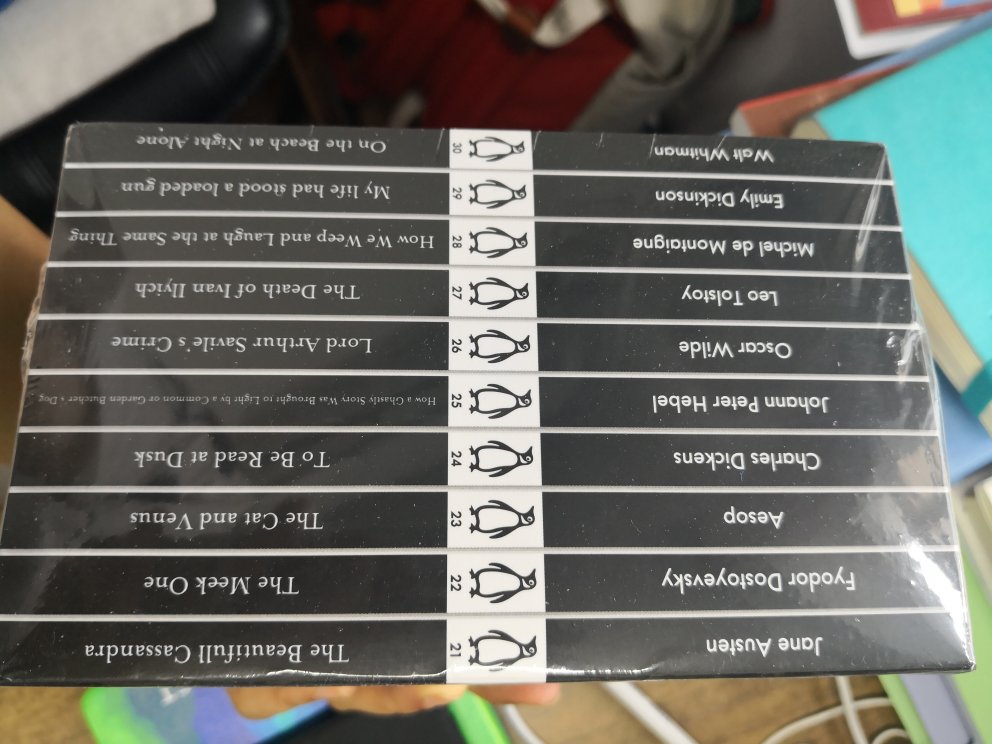 Jane Austen 21 The Beautifull Cassandra
Fyodor Dostoyevsky 22 The Meek One
Aesop 23 The Cat and Venus
Charles Dickens 24 To Be Read at Dusk
Johann Peter Hebel 25 How a Ghastly Story Was Brought to Light by a Common or Garden Butcher's Dog
Oscar Wilde 26 Lord Arthur Savile's Crime
Leo Tolstoy 27 The Death of Ivan Ilyich
Michel de Montaigne 28 How We Weep and Laugh at the Same Thing
Emily Dickinson 29 My life had stood a loaded gun
Walt Whitman 30 On the Beach at Night Alone